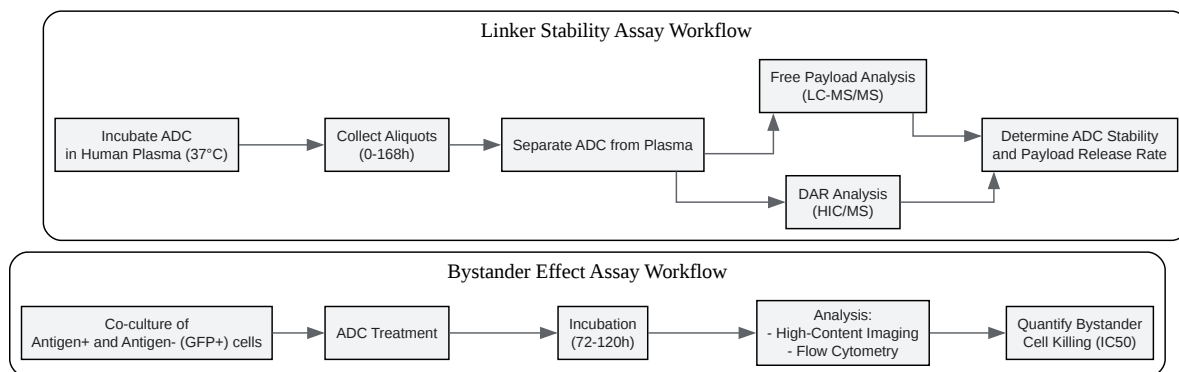 Linker Stability Assay Workflow
Incubate ADC
in Human Plasma (37°C)
Collect Aliquots
(0-168h)
Separate ADC from Plasma
Free Payload Analysis
(LC-MS/MS)
DAR Analysis
(HIC/MS)
Determine ADC Stability
and Payload Release Rate
Bystander Effect Assay Workflow
Co-culture of
Antigen+ and Antigen- (GFP+) cells
ADC Treatment
Incubation
(72-120h)
Analysis:
- High-Content Imaging
- Flow Cytometry
Quantify Bystander
Cell Killing (IC50)